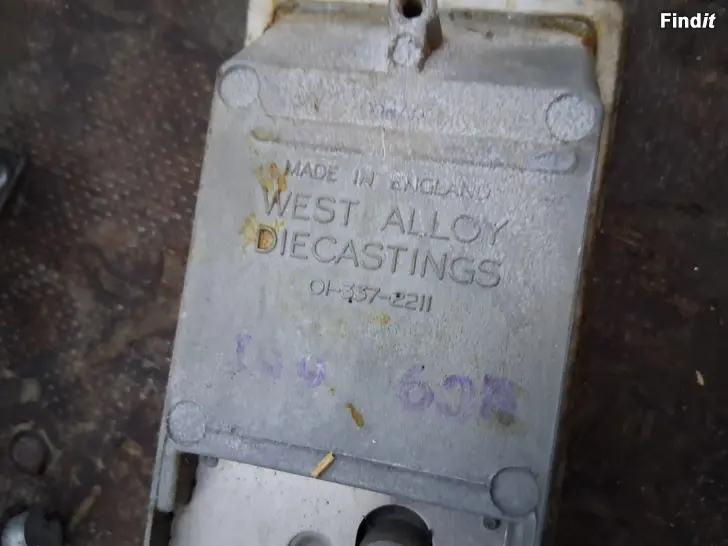 Findit
MADE IN ENGLAND
WEST ALLOY
DIECASTINGS
01-337-2211